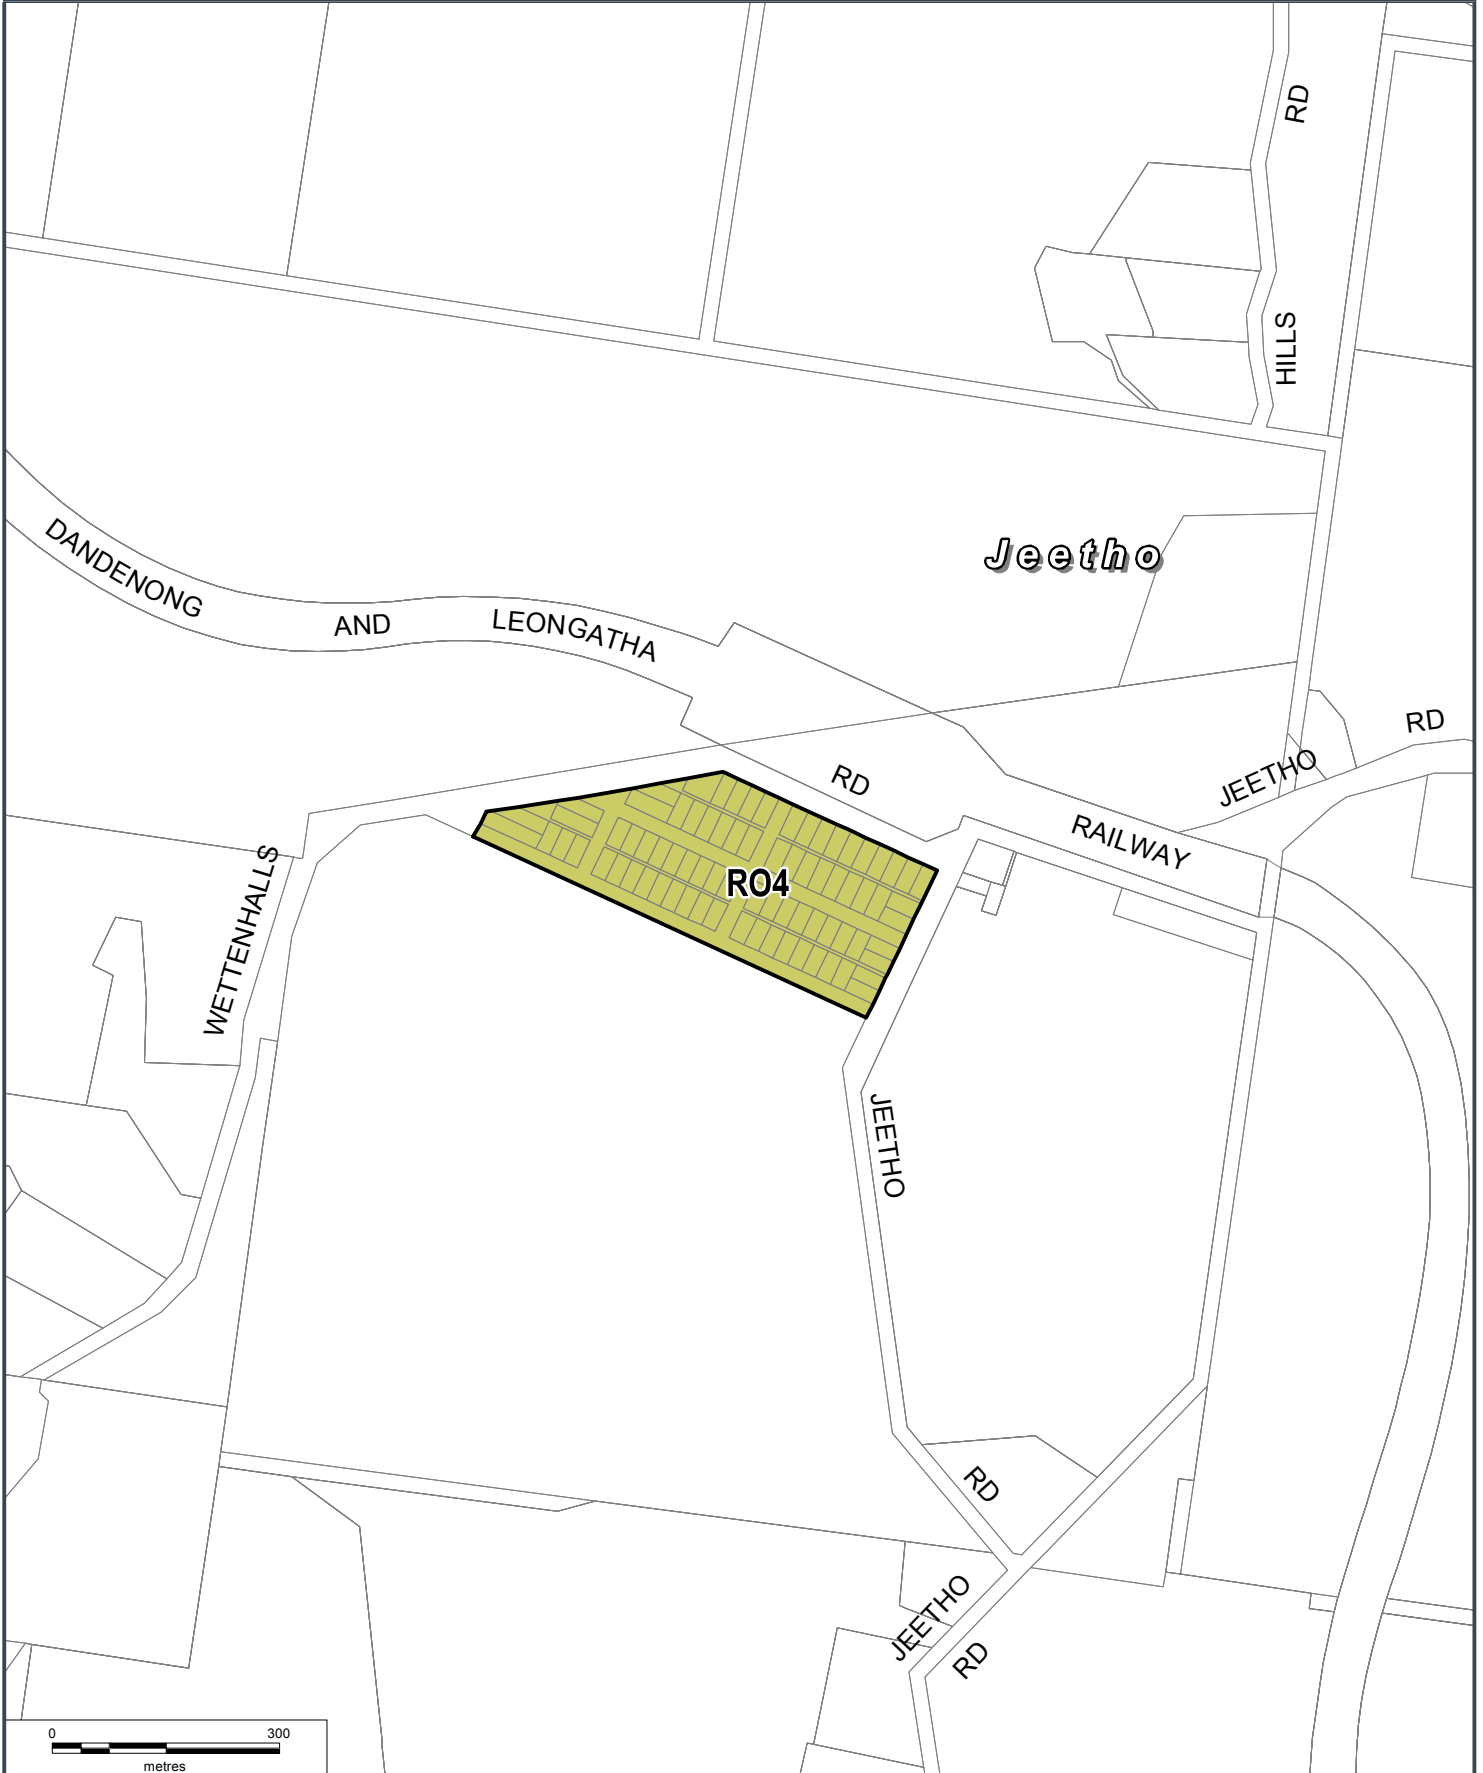 RD
HILLS
Jeetho
DANDENONG AND LEONGATHA RAILWAY
RD
JEETHO
RD
RO4
WETTENHALLS
JEETHO
RD
JEETHO
RD
0 300
metres